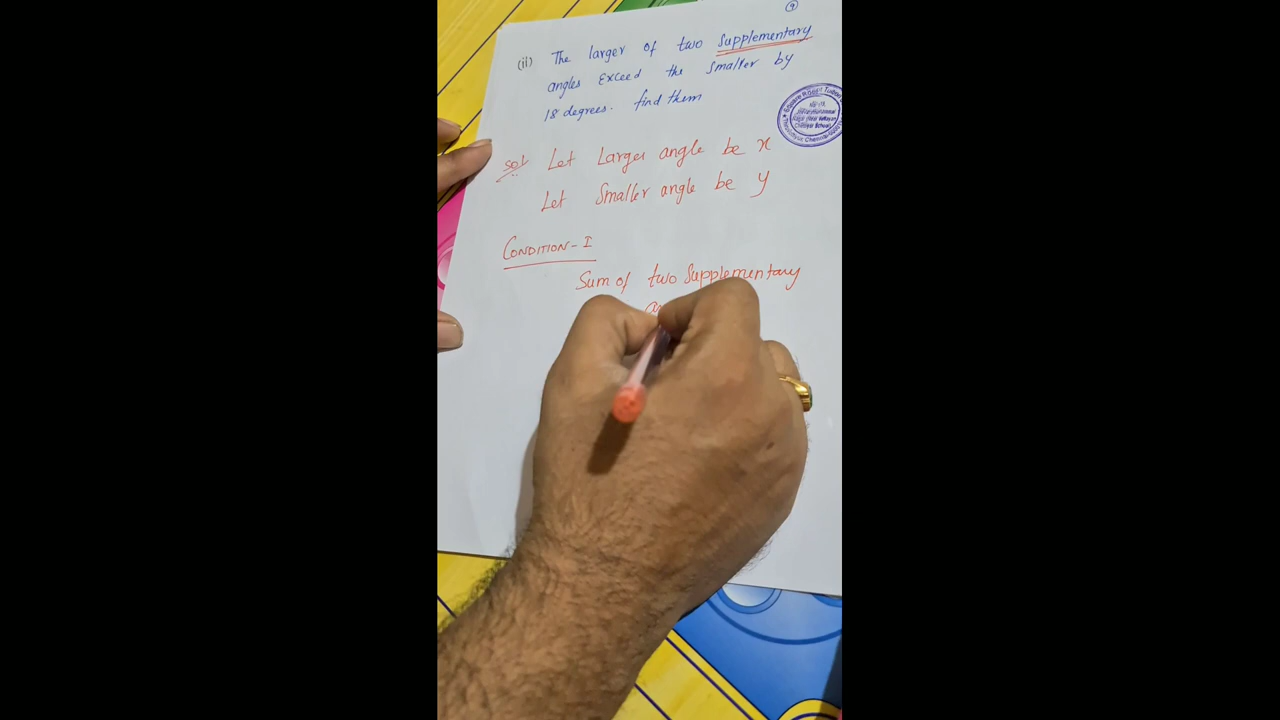 9
(ii) The larger of two Supplementary
angles Exceed the Smaller by
18 degrees. find them
Sol Let Larger angle be x
Let Smaller angle be y
CONDITION - I
Sum of two Supplementary